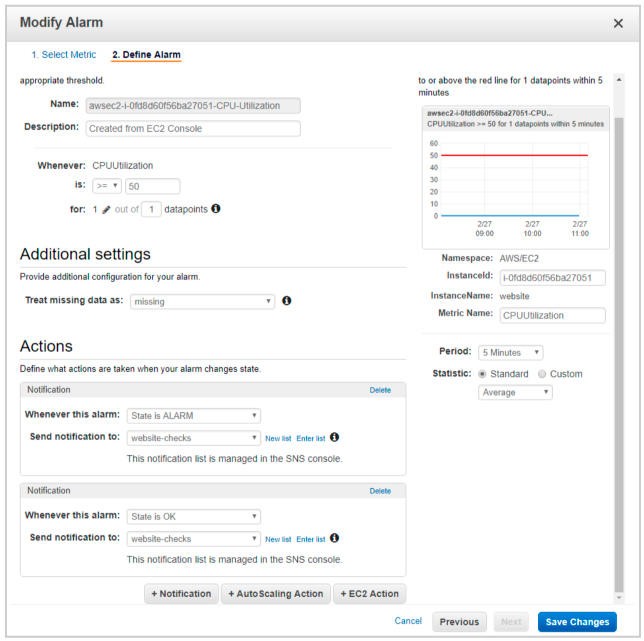 Modify Alarm
1. Select Metric 2. Define Alarm
appropriate threshold.
Name: awsec2-i-0fd8d60f56ba27051-CPU-Utilization
Description: Created from EC2 Console
Whenever: CPUUtilization
is: >= 50
for: 1 out of 1 datapoints
Additional settings
Provide additional configuration for your alarm.
Treat missing data as: missing
Actions
Define what actions are taken when your alarm changes state.
Notification Delete
Whenever this alarm: State is ALARM
Send notification to: website-checks New list Enter list
This notification list is managed in the SNS console.
Notification Delete
Whenever this alarm: State is OK
Send notification to: website-checks New list Enter list
This notification list is managed in the SNS console.
+ Notification + AutoScaling Action + EC2 Action
to or above the red line for 1 datapoints within 5
minutes
awsec2-i-0fd8d60f56ba27051-CPU...
CPUUtilization >= 50 for 1 datapoints within 5 minutes
60
50
40
30
20
10
0
2/27 2/27 2/27
09:00 10:00 11:00
Namespace: AWS/EC2
InstanceId: i-0fd8d60f56ba27051
InstanceName: website
Metric Name: CPUUtilization
Period: 5 Minutes
Statistic: Standard Custom
Average
Cancel Previous Next Save Changes